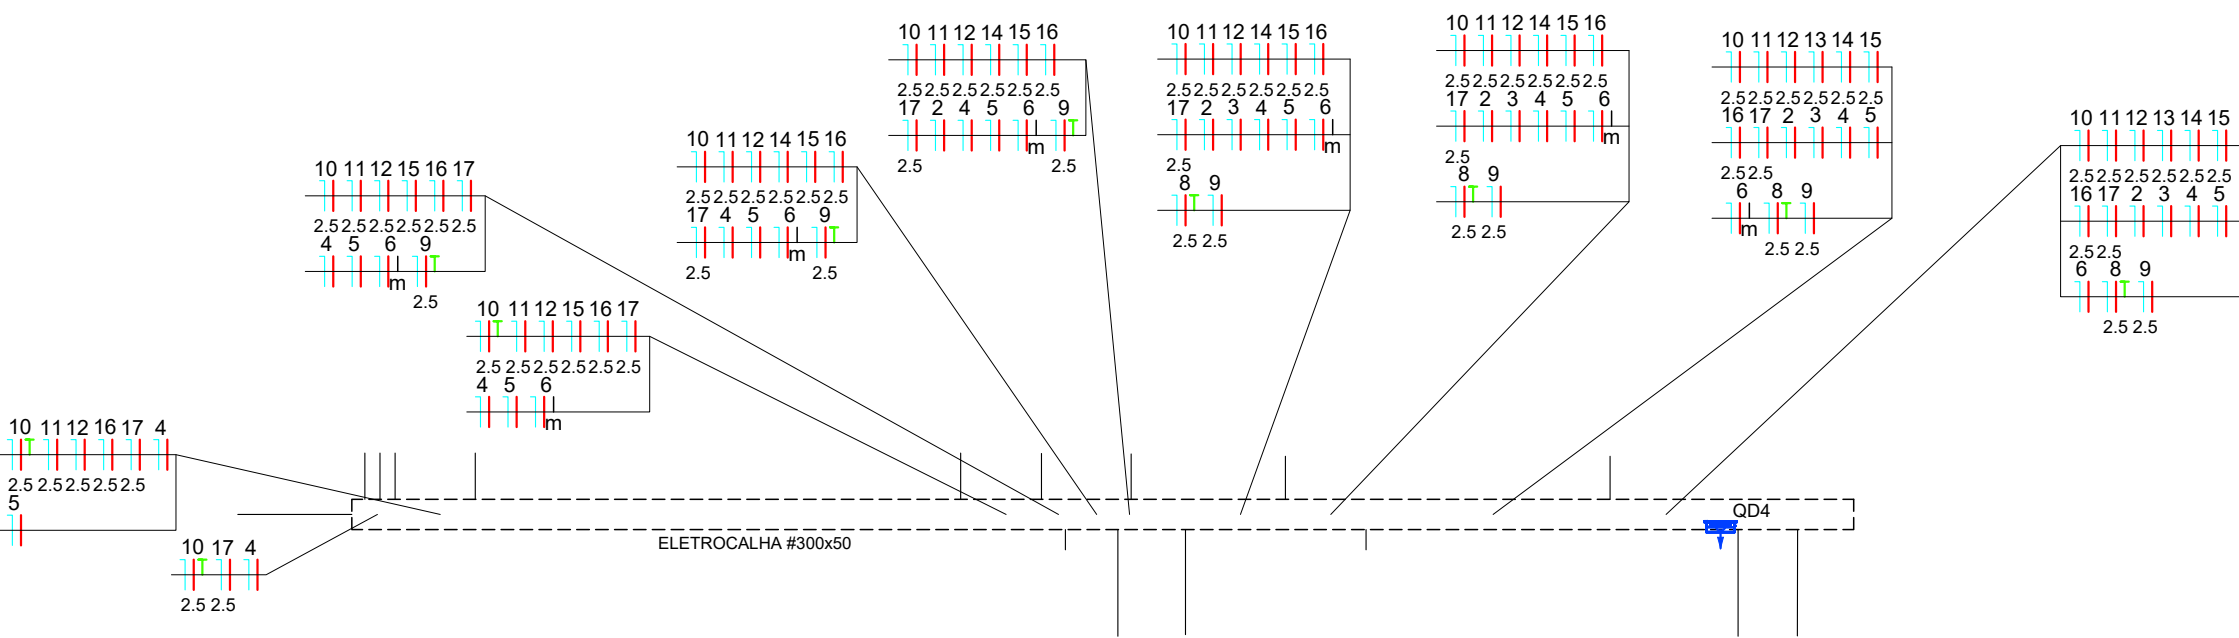 10 11 12 14 15 16
2.5 2.5 2.5 2.5 2.5 2.5
17 2 4 5 6 9
m
2.5 2.5
10 11 12 14 15 16
2.5 2.5 2.5 2.5 2.5 2.5
17 2 3 4 5 6
m
2.5
8 9
2.5 2.5
10 11 12 14 15 16
2.5 2.5 2.5 2.5 2.5 2.5
17 2 3 4 5 6
m
2.5
8 9
2.5 2.5
10 11 12 13 14 15
2.5 2.5 2.5 2.5 2.5 2.5
16 17 2 3 4 5
2.5 2.5
6 8 9
m
2.5 2.5
10 11 12 13 14 15
2.5 2.5 2.5 2.5 2.5 2.5
16 17 2 3 4 5
2.5 2.5
6 8 9
2.5 2.5
10 11 12 14 15 16
2.5 2.5 2.5 2.5 2.5 2.5
17 4 5 6 9
m
2.5 2.5
10 11 12 15 16 17
2.5 2.5 2.5 2.5 2.5 2.5
4 5 6 9
m
2.5
10 11 12 15 16 17
2.5 2.5 2.5 2.5 2.5 2.5
4 5 6
m
10 11 12 16 17 4
2.5 2.5 2.5 2.5 2.5
5
10 17 4
2.5 2.5
QD4
ELETROCALHA #300x50